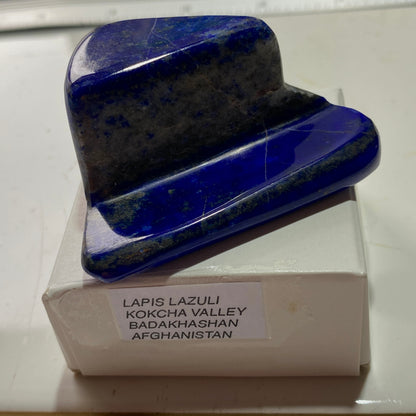 LAPIS LAZULI
KOKCHA VALLEY
BADAKHASHAN
AFGHANISTAN